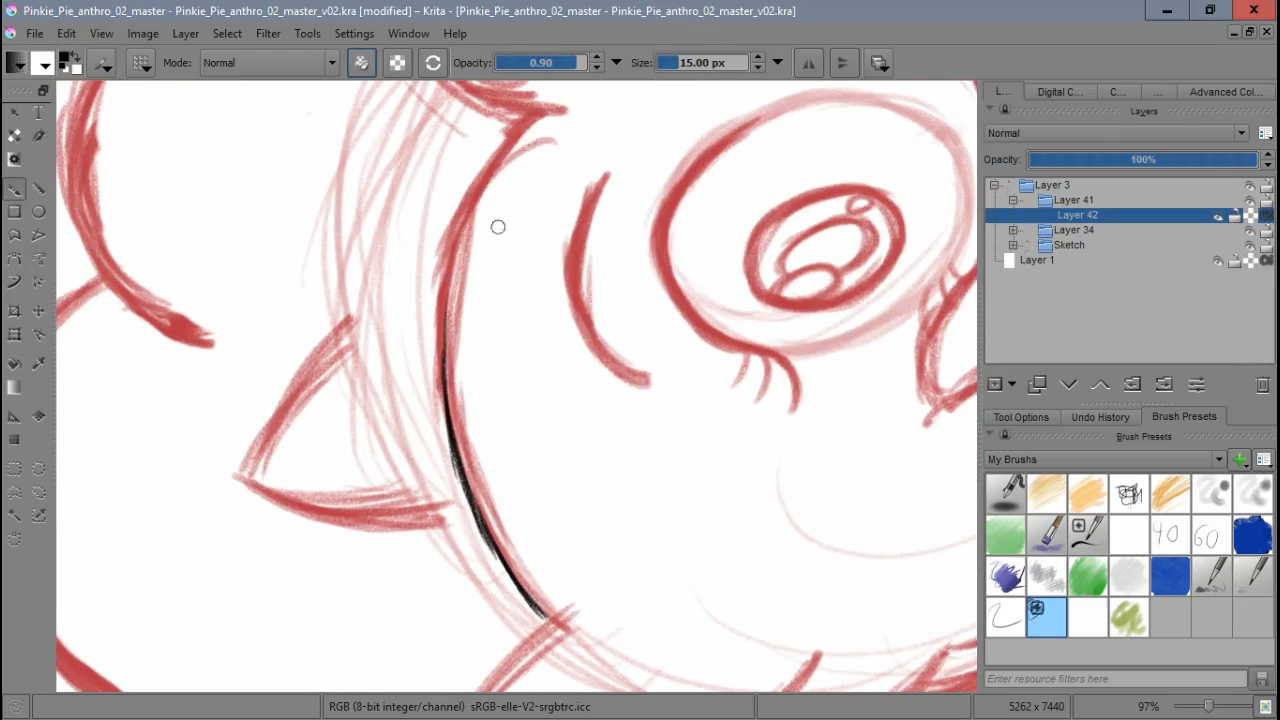 Pinkie_Pie_anthro_02_master - Pinkie_Pie_anthro_02_master_v02.kra [modified] – Krita - [Pinkie_Pie_anthro_02_master - Pinkie_Pie_anthro_02_master_v02.kra]
File Edit View Image Layer Select Filter Tools Settings Window Help
Mode: Normal Opacity: 0.90 Size: 15.00 px
L... Digital C... C... ... Advanced Col...
Layers
Normal
Opacity: 100%
Layer 3
Layer 41
Layer 42
Layer 34
Sketch
Layer 1
Tool Options Undo History Brush Presets
Brush Presets
My Brushes
40 60
Enter resource filters here
RGB (8-bit integer/channel) sRGB-elle-V2-srgbtrc.icc 5262 x 7440 97%